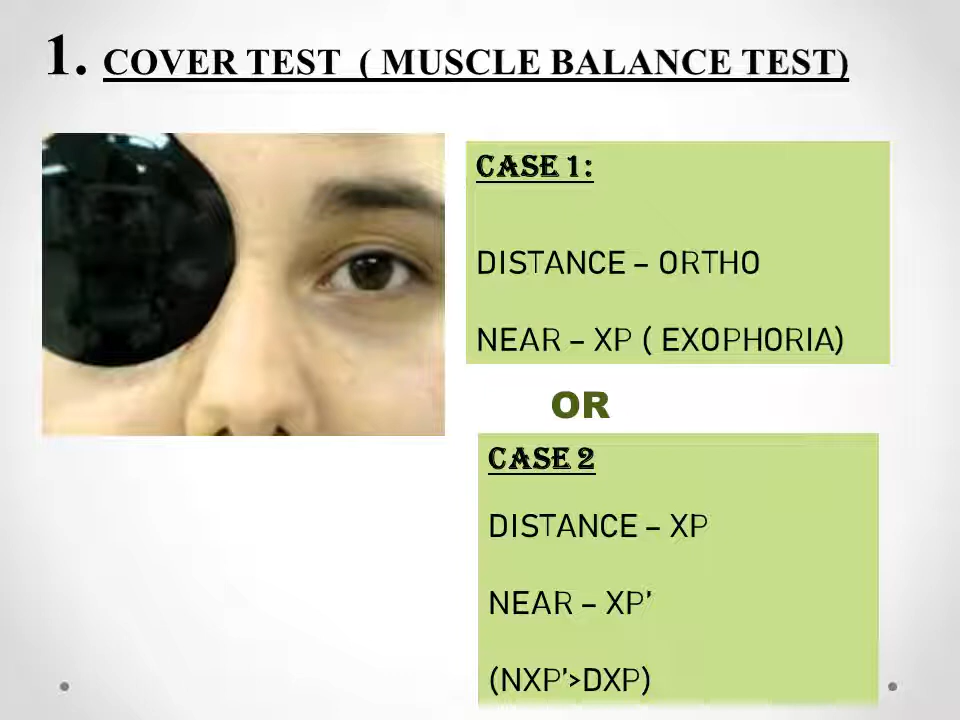 1. COVER TEST ( MUSCLE BALANCE TEST)
CASE 1:
DISTANCE – ORTHO
NEAR – XP ( EXOPHORIA)
OR
CASE 2
DISTANCE – XP
NEAR – XP’
(NXP’>DXP)